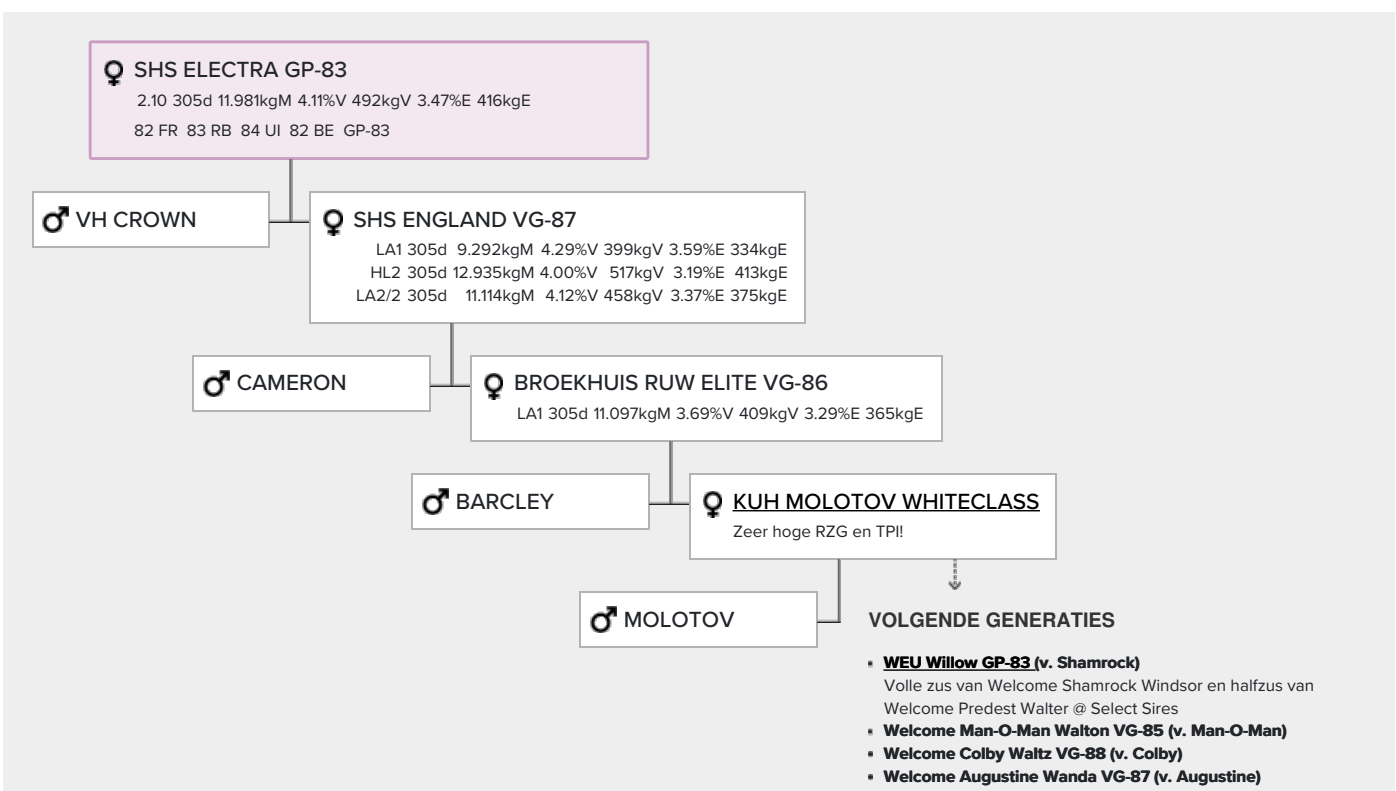 SHS ELECTRA GP-83
2.10 305d 11.981kgM 4.11%V 492kgV 3.47%E 416kgE
82 FR 83 RB 84 UI 82 BE GP-83
VH CROWN
SHS ENGLAND VG-87
LA1 305d 9.292kgM 4.29%V 399kgV 3.59%E 334kgE
HL2 305d 12.935kgM 4.00%V 517kgV 3.19%E 413kgE
LA2/2 305d 11.114kgM 4.12%V 458kgV 3.37%E 375kgE
CAMERON
BROEKHUIS RUW ELITE VG-86
LA1 305d 11.097kgM 3.69%V 409kgV 3.29%E 365kgE
BARCLEY
KUH MOLOTOV WHITECLASS
Zeer hoge RZG en TPI!
MOLOTOV
VOLGENDE GENERATIES
WEU Willow GP-83 (v. Shamrock)
Volle zus van Welcome Shamrock Windsor en halfzus van
Welcome Predest Walter @ Select Sires
Welcome Man-O-Man Walton VG-85 (v. Man-O-Man)
Welcome Colby Waltz VG-88 (v. Colby)
Welcome Augustine Wanda VG-87 (v. Augustine)